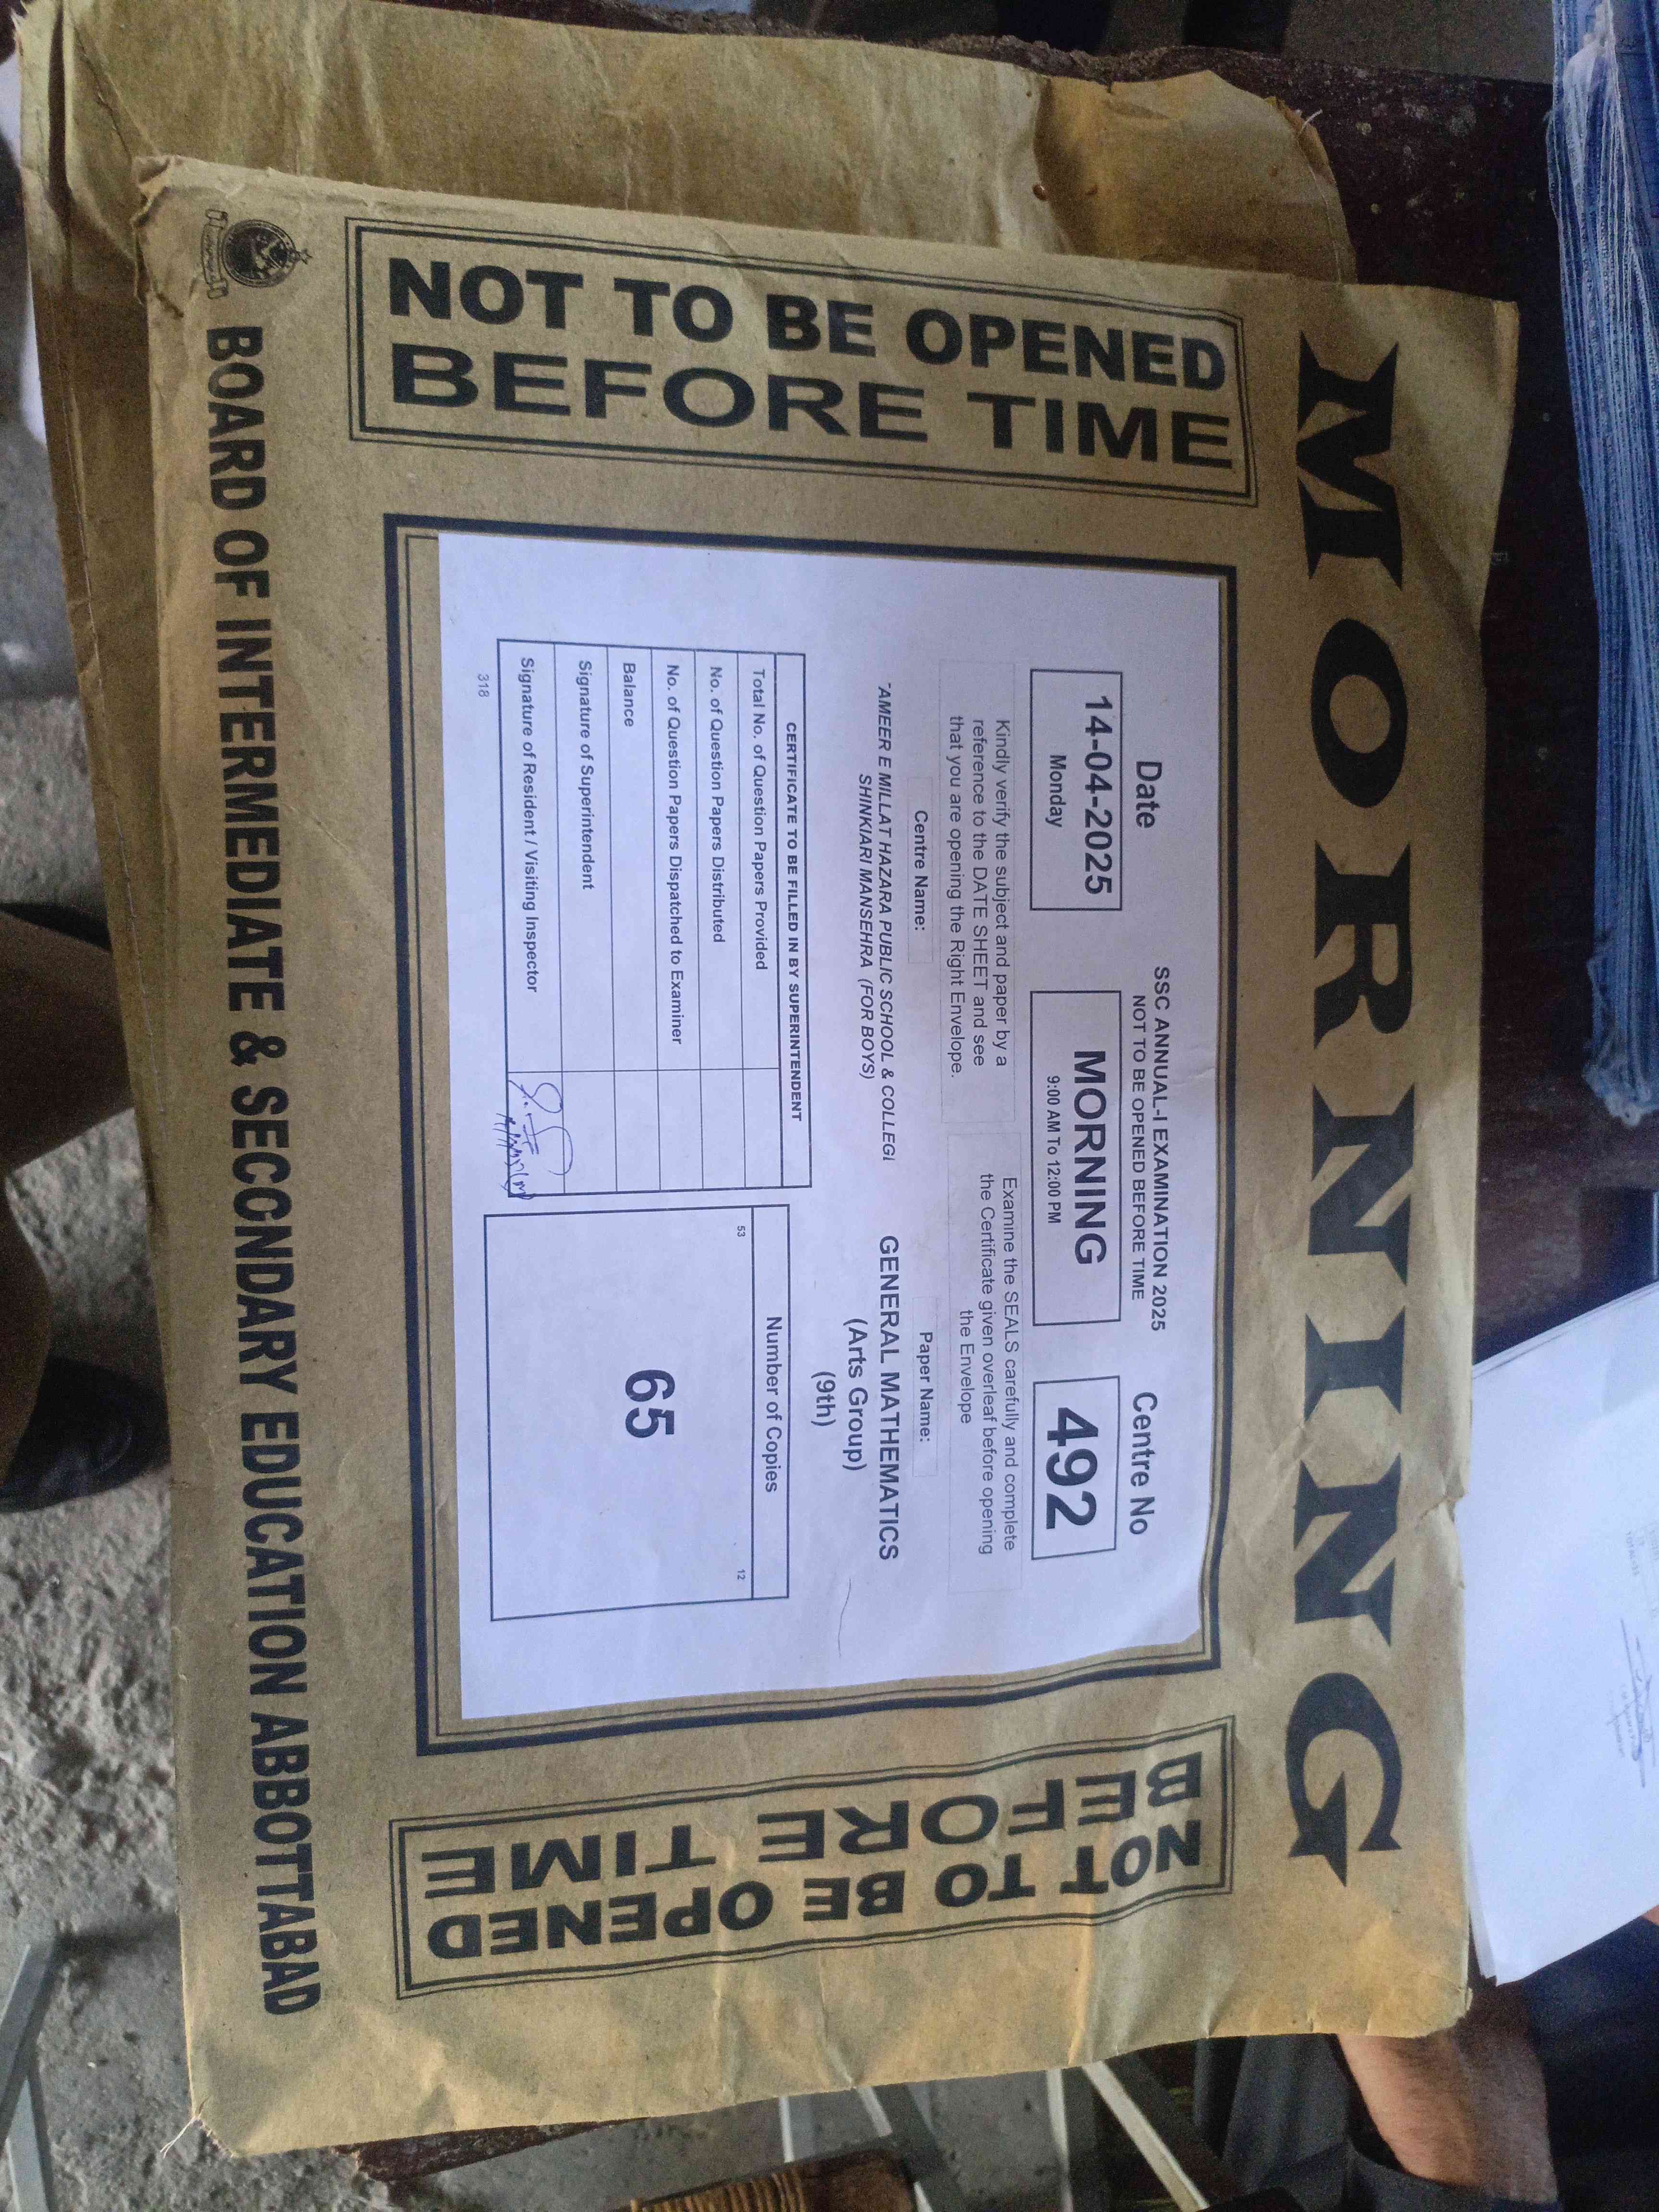 MORNING
NOT TO BE OPENED
BEFORE TIME
SSC ANNUAL-I EXAMINATION 2025
NOT TO BE OPENED BEFORE TIME
Date
14-04-2025
Monday
MORNING
9:00 AM To 12:00 PM
Centre No
492
Kindly verify the subject and paper by a
reference to the DATE SHEET and see
that you are opening the Right Envelope.
Examine the SEALS carefully and complete
the Certificate given overleaf before opening
the Envelope
Centre Name:
"AMEER E MILLAT HAZARA PUBLIC SCHOOL & COLLEGI
SHINKIARI MANSEHRA (FOR BOYS)
Paper Name:
GENERAL MATHEMATICS
(Arts Group)
(9th)
CERTIFICATE TO BE FILLED IN BY SUPERINTENDENT
Total No. of Question Papers Provided
No. of Question Papers Distributed
No. of Question Papers Dispatched to Examiner
Balance
Signature of Superintendent
Signature of Resident / Visiting Inspector
318
Number of Copies
53
12
65
NOT TO BE OPENED
BEFORE TIME
BOARD OF INTERMEDIATE & SECONDARY EDUCATION ABBOTTABAD